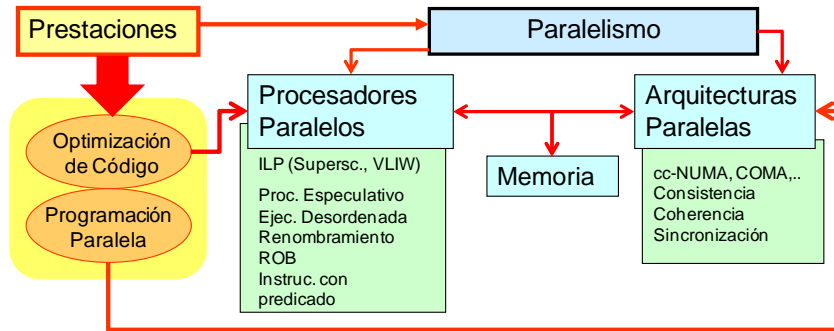 Prestaciones
Paralelismo
Procesadores
Paralelos
Arquitecturas
Paralelas
Optimización
de Código
Programación
Paralela
ILP (Supersc., VLIW)
Proc. Especulativo
Ejec. Desordenada
Renombramiento
ROB
Instruc. con
predicado
Memoria
cc-NUMA, COMA,..
Consistencia
Coherencia
Sincronización